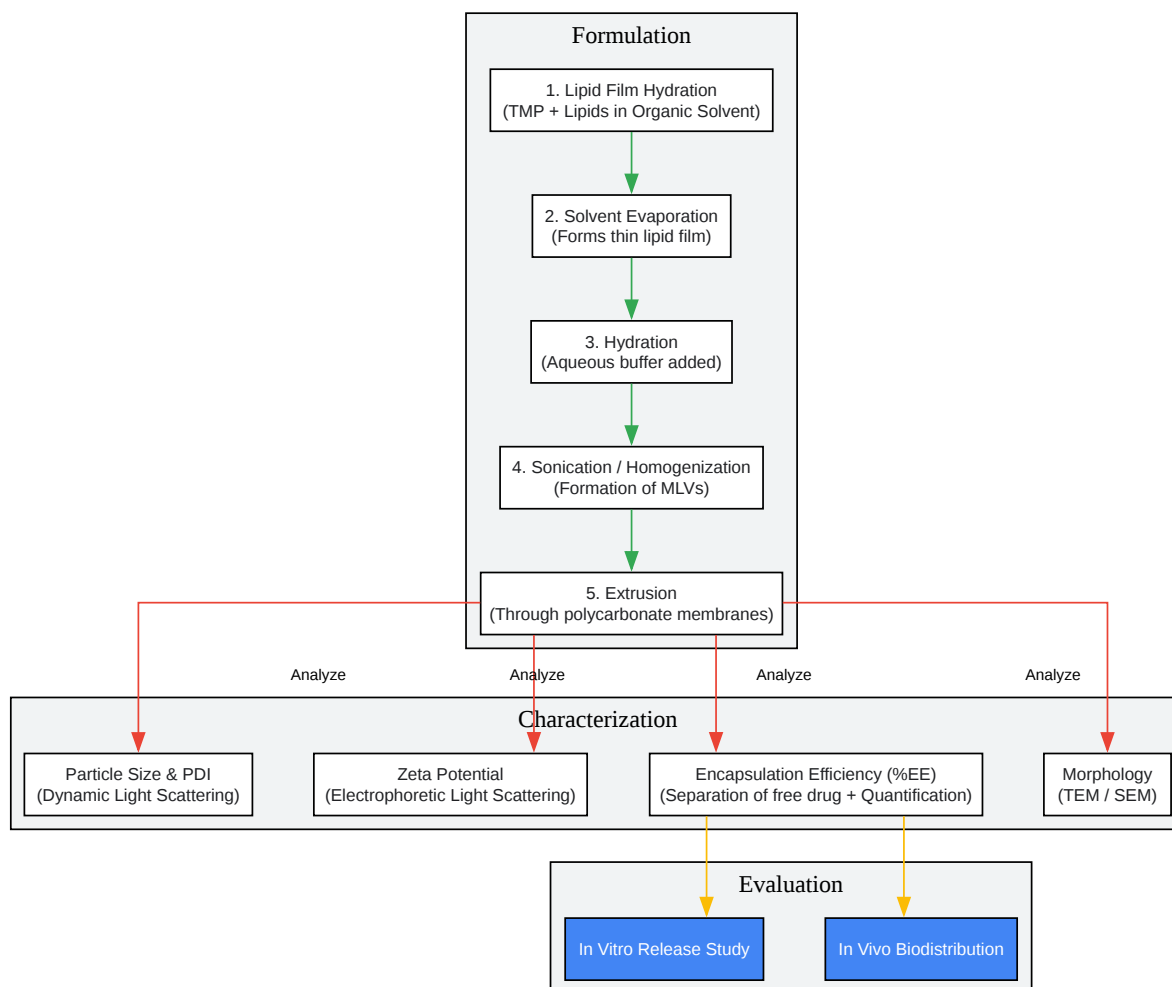 Formulation
1. Lipid Film Hydration
(TMP + Lipids in Organic Solvent)
2. Solvent Evaporation
(Forms thin lipid film)
3. Hydration
(Aqueous buffer added)
4. Sonication / Homogenization
(Formation of MLVs)
5. Extrusion
(Through polycarbonate membranes)
Analyze
Analyze
Analyze
Analyze
Characterization
Particle Size & PDI
(Dynamic Light Scattering)
Zeta Potential
(Electrophoretic Light Scattering)
Encapsulation Efficiency (%EE)
(Separation of free drug + Quantification)
Morphology
(TEM / SEM)
Evaluation
In Vitro Release Study
In Vivo Biodistribution